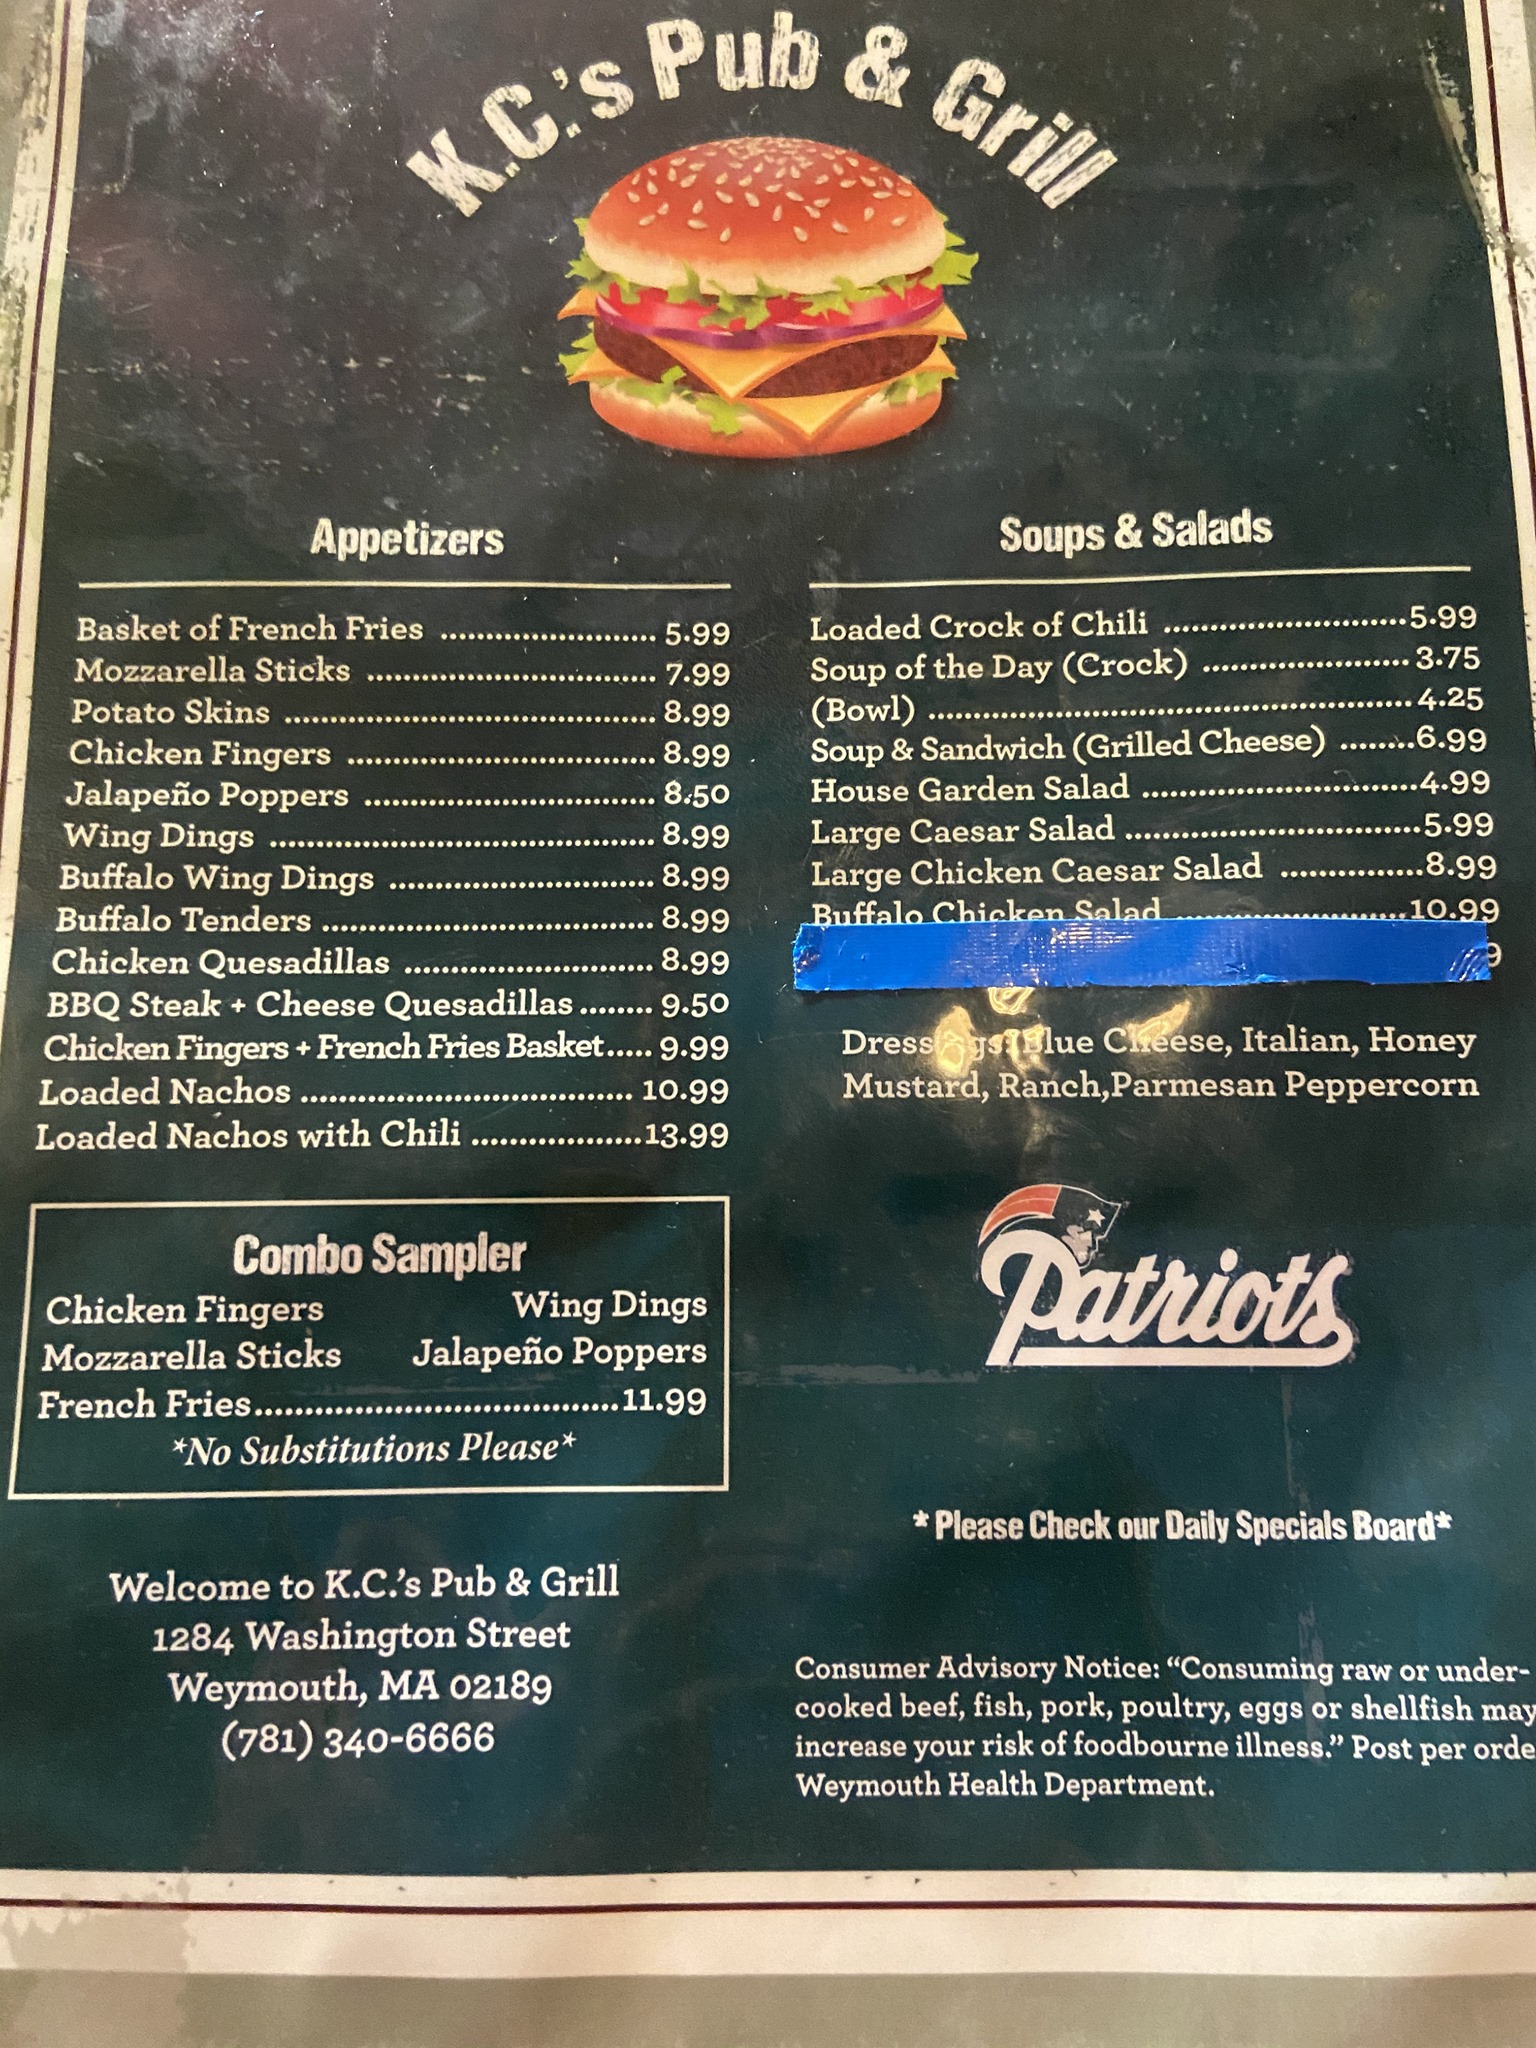 K.C.'s Pub & Grill
Appetizers
Basket of French Fries ........................... 5.99
Mozzarella Sticks .................................... 7.99
Potato Skins .............................................. 8.99
Chicken Fingers ....................................... 8.99
Jalapeño Poppers .................................... 8.50
Wing Dings ................................................ 8.99
Buffalo Wing Dings ................................. 8.99
Buffalo Tenders ......................................... 8.99
Chicken Quesadillas ............................... 8.99
BBQ Steak + Cheese Quesadillas ........ 9.50
Chicken Fingers + French Fries Basket..... 9.99
Loaded Nachos ......................................... 10.99
Loaded Nachos with Chili ....................13.99
Combo Sampler
Chicken Fingers Wing Dings
Mozzarella Sticks Jalapeño Poppers
French Fries............................................11.99
*No Substitutions Please*
Welcome to K.C.'s Pub & Grill
1284 Washington Street
Weymouth, MA 02189
(781) 340-6666
Soups & Salads
Loaded Crock of Chili ..............................5.99
Soup of the Day (Crock) ......................... 3.75
(Bowl) ........................................................... 4.25
Soup & Sandwich (Grilled Cheese) ........6.99
House Garden Salad .................................4.99
Large Caesar Salad ....................................5.99
Large Chicken Caesar Salad .................8.99
Buffalo Chicken Salad ............................10.99
9
Dressings: Blue Cheese, Italian, Honey
Mustard, Ranch,Parmesan Peppercorn
Patriots
*Please Check our Daily Specials Board*
Consumer Advisory Notice: “Consuming raw or under-
cooked beef, fish, pork, poultry, eggs or shellfish may
increase your risk of foodbourne illness.” Post per orde
Weymouth Health Department.